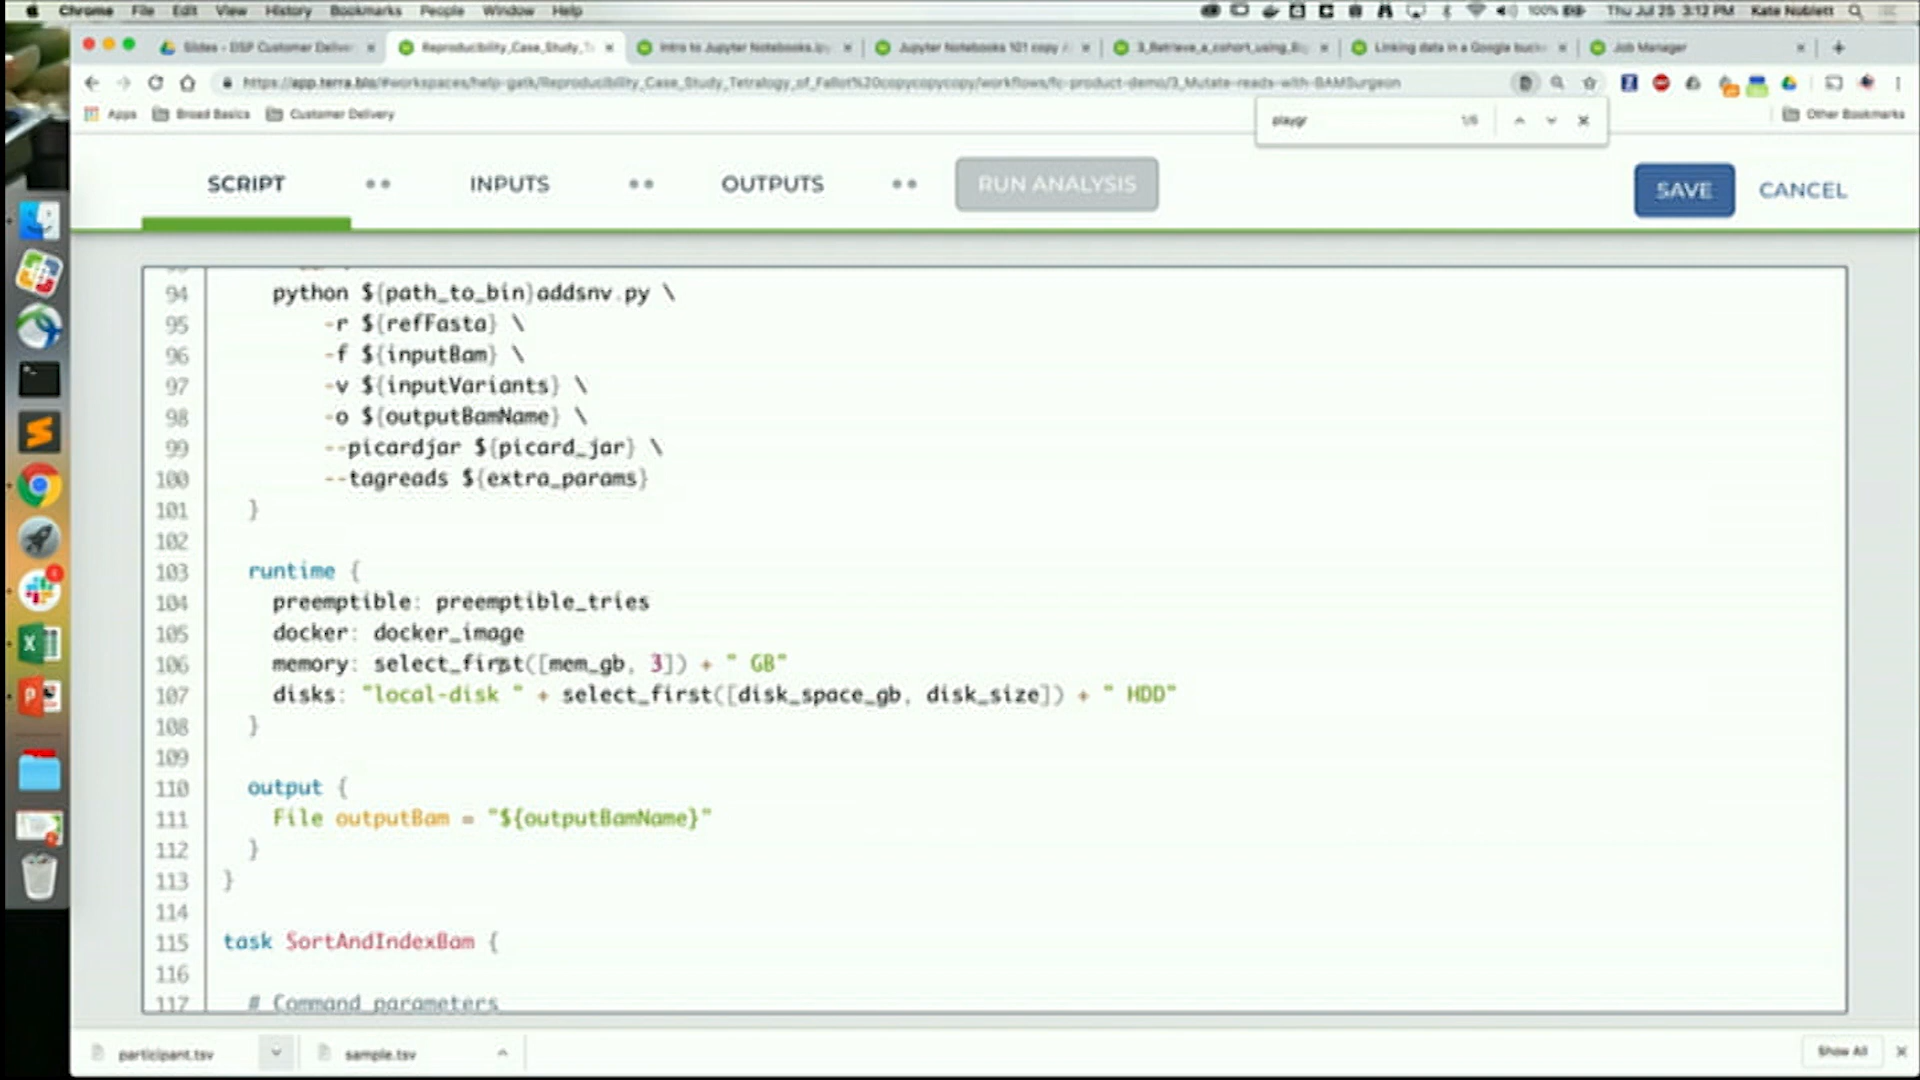 Chrome File Edit View History Bookmarks People Window Help 100% Thu Jul 25 3:12 PM Kate Noblett
Slides - DSP Customer Deliver Reproducibility_Case_Study_T Intro to Jupyter Notebooks.ip Jupyter Notebooks 101 copy 3_Retrieve_a_cohort_using_Bi Linking data in a Google buck Job Manager
https://app.terra.bio/#workspaces/help-gatk/Reproducibility_Case_Study_Tetralogy_of_Fallot%20copycopycopy/workflows/fc-product-demo/3_Mutate-reads-with-BAMSurgeon
Apps Broad Basics Customer Delivery Other Bookmarks
playgr 1/6
SCRIPT INPUTS OUTPUTS RUN ANALYSIS SAVE CANCEL
94 python ${path_to_bin}addsnv.py \
95 -r ${refFasta} \
96 -f ${inputBam} \
97 -v ${inputVariants} \
98 -o ${outputBamName} \
99 --picardjar ${picard_jar} \
100 --tagreads ${extra_params}
101 }
102
103 runtime {
104 preemptible: preemptible_tries
105 docker: docker_image
106 memory: select_first([mem_gb, 3]) + " GB"
107 disks: "local-disk " + select_first([disk_space_gb, disk_size]) + " HDD"
108 }
109
110 output {
111 File outputBam = "${outputBamName}"
112 }
113 }
114
115 task SortAndIndexBam {
116
117 # Command parameters
participant.tsv sample.tsv Show All